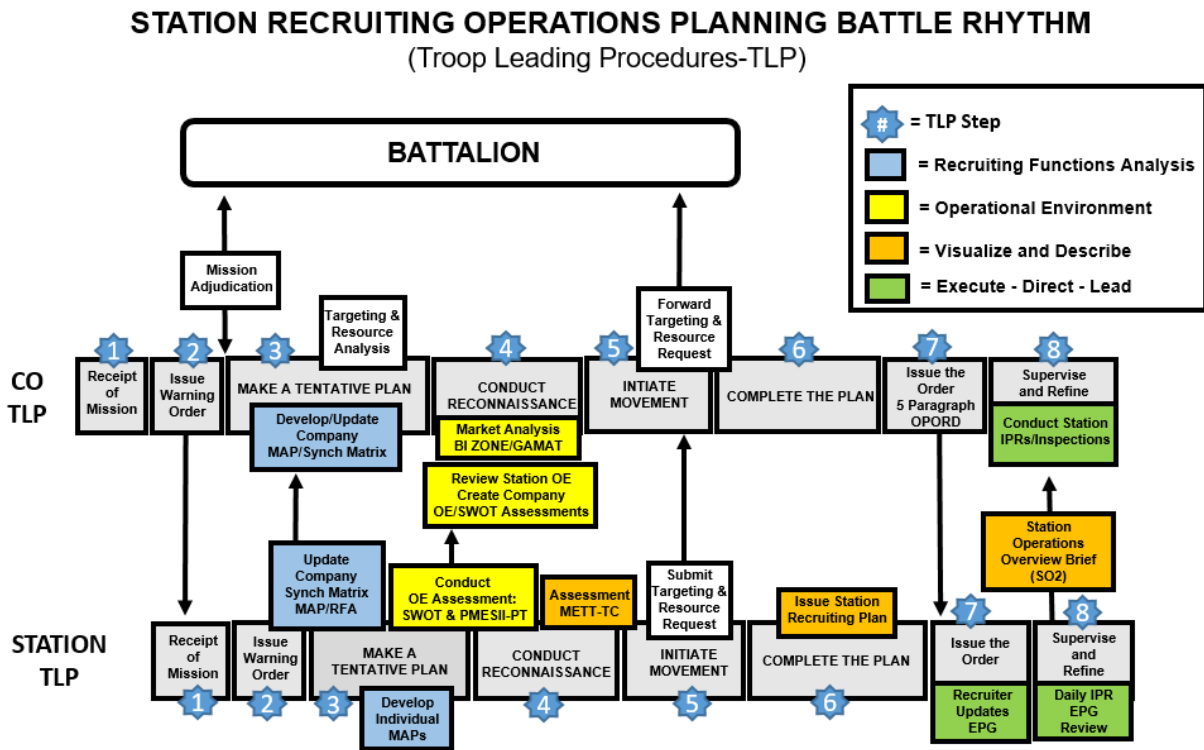 STATION RECRUITING OPERATIONS PLANNING BATTLE RHYTHM
(Troop Leading Procedures-TLP)
# = TLP Step
= Recruiting Functions Analysis
= Operational Environment
= Visualize and Describe
= Execute - Direct - Lead
BATTALION
Mission
Adjudication
Targeting &
Resource
Analysis
Forward
Targeting &
Resource
Request
CO
TLP
1
Receipt
of
Mission
2
Issue
Warning
Order
3
MAKE A TENTATIVE PLAN
Develop/Update
Company
MAP/Synch Matrix
4
CONDUCT
RECONNAISSANCE
Market Analysis
BI ZONE/GAMAT
Review Station OE
Create Company
OE/SWOT Assessments
5
INTIATE
MOVEMENT
6
COMPLETE THE PLAN
7
Issue the
Order
5 Paragraph
OPORD
8
Supervise
and Refine
Conduct Station
IPRs/Inspections
Update
Company
Synch Matrix
MAP/RFA
Conduct
OE Assessment:
SWOT & PMESII-PT
Assessment
METT-TC
Submit
Targeting &
Resource
Request
Issue Station
Recruiting Plan
Station
Operations
Overview Brief
(SO2)
STATION
TLP
Receipt
of
Mission
1
Issue
Warning
Order
2
MAKE A
TENTATIVE PLAN
3
Develop
Individual
MAPs
CONDUCT
RECONNAISSANCE
4
INITIATE
MOVEMENT
5
COMPLETE THE PLAN
6
7
Issue the
Order
Recruiter
Updates
EPG
8
Supervise
and
Refine
Daily IPR
EPG
Review